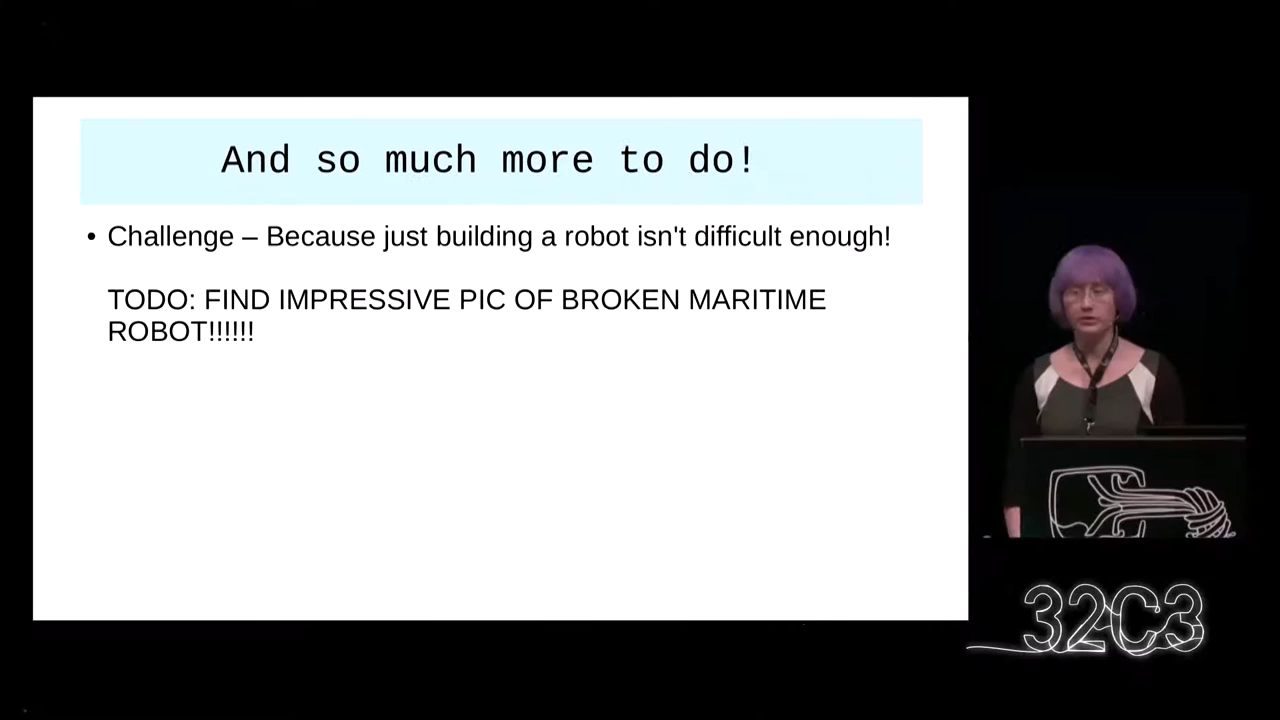 And so much more to do!
• Challenge – Because just building a robot isn't difficult enough!
TODO: FIND IMPRESSIVE PIC OF BROKEN MARITIME
ROBOT!!!!!!
32C3